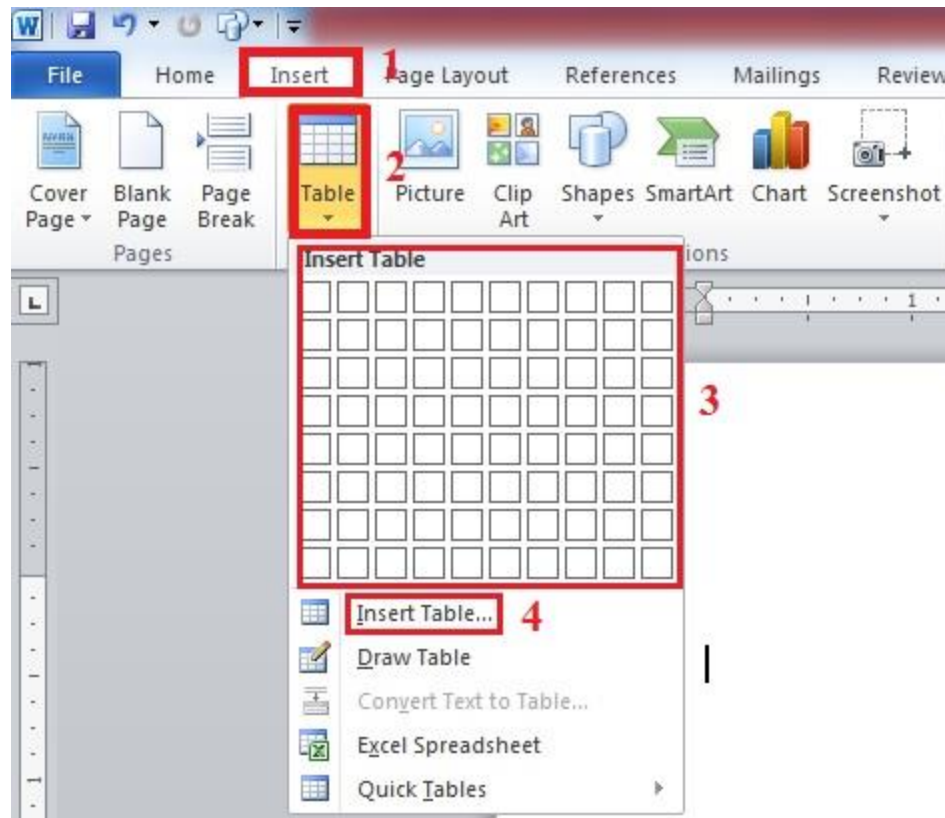 W
1
File Home Insert Page Layout References Mailings Review
2
Cover Page Blank Page Page Break Table Picture Clip Art Shapes SmartArt Chart Screenshot
Pages
Insert Table
L
1
3
Insert Table... 4
Draw Table
Convert Text to Table...
Excel Spreadsheet
Quick Tables
1